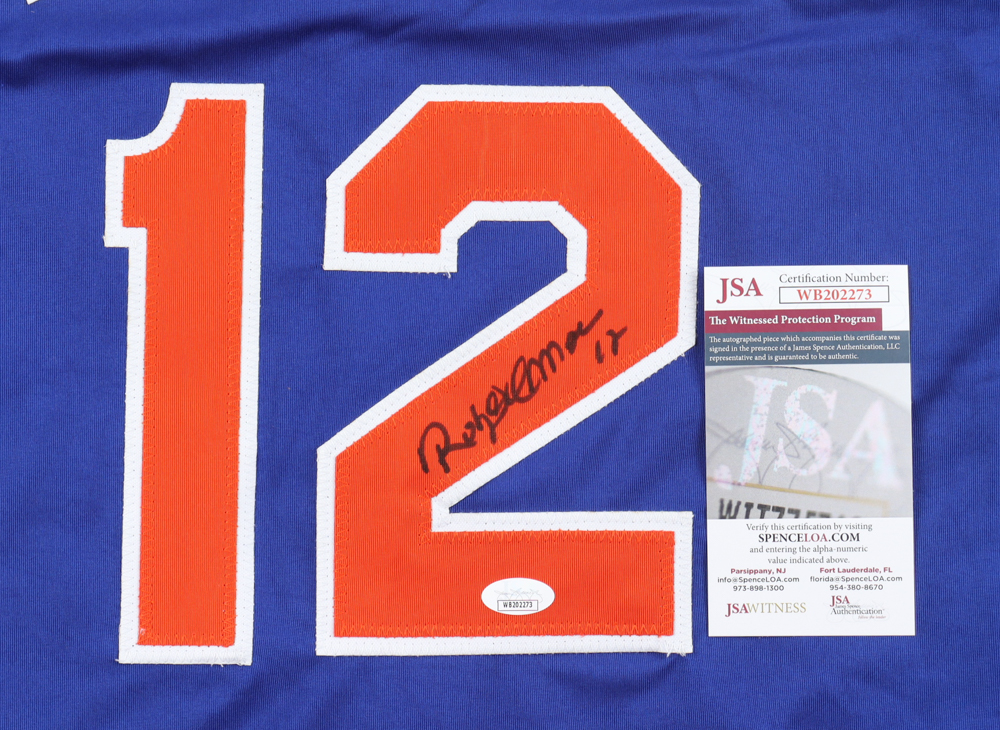 12
12
JSA
Certification Number:
WB202273
The Witnessed Protection Program
The autographed piece which accompanies this certificate was
signed in the presence of a James Spence Authentication, LLC
representative and is guaranteed to be authentic.
JSA
Verify this certification by visiting
SPENCELOA.COM
and entering the alpha-numeric
value indicated above.
Parsippany, NJ
info@SpenceLOA.com
973-898-1300
Fort Lauderdale, FL
florida@SpenceLOA.com
954-380-8670
JSAWITNESS
JSA
Authentication
WB202273